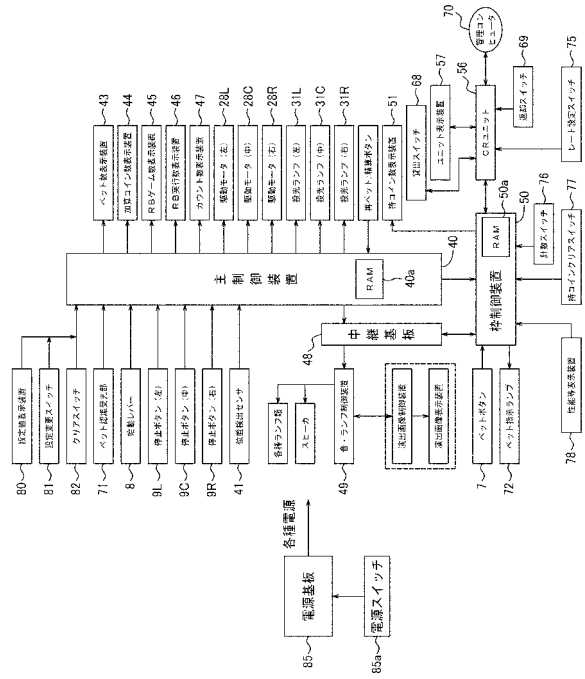 80
設定値表示装置
81
設定変更スイッチ
82
クリアスイッチ
71
ベット認識発光部
8
始動レバー
9L
停止ボタン(左)
9C
停止ボタン(中)
9R
停止ボタン(右)
41
位置検出センサ
ベット数表示装置
43
加算コイン数表示装置
44
RBゲーム数表示装置
45
RB実行数表示装置
46
カウント数表示装置
47
駆動モータ(左)
28L
駆動モータ(中)
28C
駆動モータ(右)
28R
投光ランプ(左)
31L
投光ランプ(中)
31C
投光ランプ(右)
31R
再ベット・精算ボタン
持コイン数表示装置
51
主制御装置
40
RAM
40a
中継基板
48
各種ランプ類
スピーカ
音・ランプ制御装置
49
演出画像制御装置
演出画像表示装置
枠制御装置
50
RAM
50a
7
ベットボタン
72
ベット指示ランプ
性能等表示装置
78
計数スイッチ
76
持コインクリアスイッチ
77
CRユニット
56
ユニット表示装置
57
貸出スイッチ
68
返却スイッチ
69
管理コンピュータ
70
レート設定スイッチ
75
電源基板
85
各種電源
電源スイッチ
85a